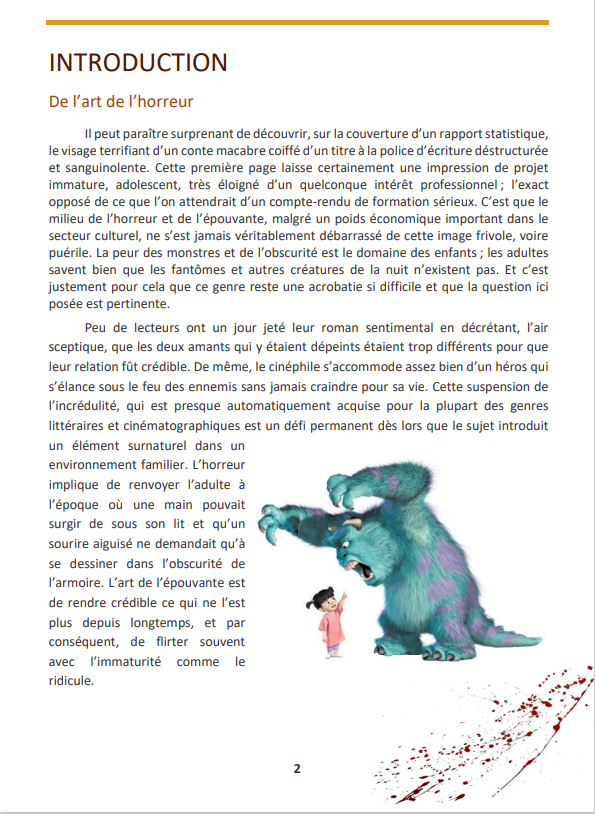 INTRODUCTION
De l’art de l’horreur
Il peut paraître surprenant de découvrir, sur la couverture d’un rapport statistique,
le visage terrifiant d’un conte macabre coiffé d’un titre à la police d’écriture déstructurée
et sanguinolente. Cette première page laisse certainement une impression de projet
immature, adolescent, très éloigné d’un quelconque intérêt professionnel ; l’exact
opposé de ce que l’on attendrait d’un compte-rendu de formation sérieux. C’est que le
milieu de l’horreur et de l’épouvante, malgré un poids économique important dans le
secteur culturel, ne s’est jamais véritablement débarrassé de cette image frivole, voire
puérile. La peur des monstres et de l’obscurité est le domaine des enfants ; les adultes
savent bien que les fantômes et autres créatures de la nuit n’existent pas. Et c’est
justement pour cela que ce genre reste une acrobatie si difficile et que la question ici
posée est pertinente.
Peu de lecteurs ont un jour jeté leur roman sentimental en décrétant, l’air
sceptique, que les deux amants qui y étaient dépeints étaient trop différents pour que
leur relation fût crédible. De même, le cinéphile s’accommode assez bien d’un héros qui
s’élance sous le feu des ennemis sans jamais craindre pour sa vie. Cette suspension de
l’incrédulité, qui est presque automatiquement acquise pour la plupart des genres
littéraires et cinématographiques est un défi permanent dès lors que le sujet introduit
un élément surnaturel dans un
environnement familier. L’horreur
implique de renvoyer l’adulte à
l’époque où une main pouvait
surgir de sous son lit et qu’un
sourire aiguisé ne demandait qu’à
se dessiner dans l’obscurité de
l’armoire. L’art de l’épouvante est
de rendre crédible ce qui ne l’est
plus depuis longtemps, et par
conséquent, de flirter souvent
avec l’immaturité comme le
ridicule.
2